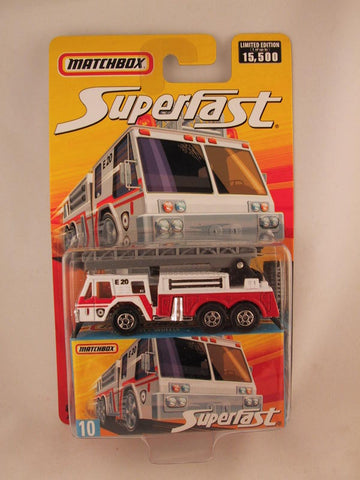 MATCHBOX
LIMITED EDITION
15,500
Superfast
E 20
E 20
MATCHBOX
Superfast
10